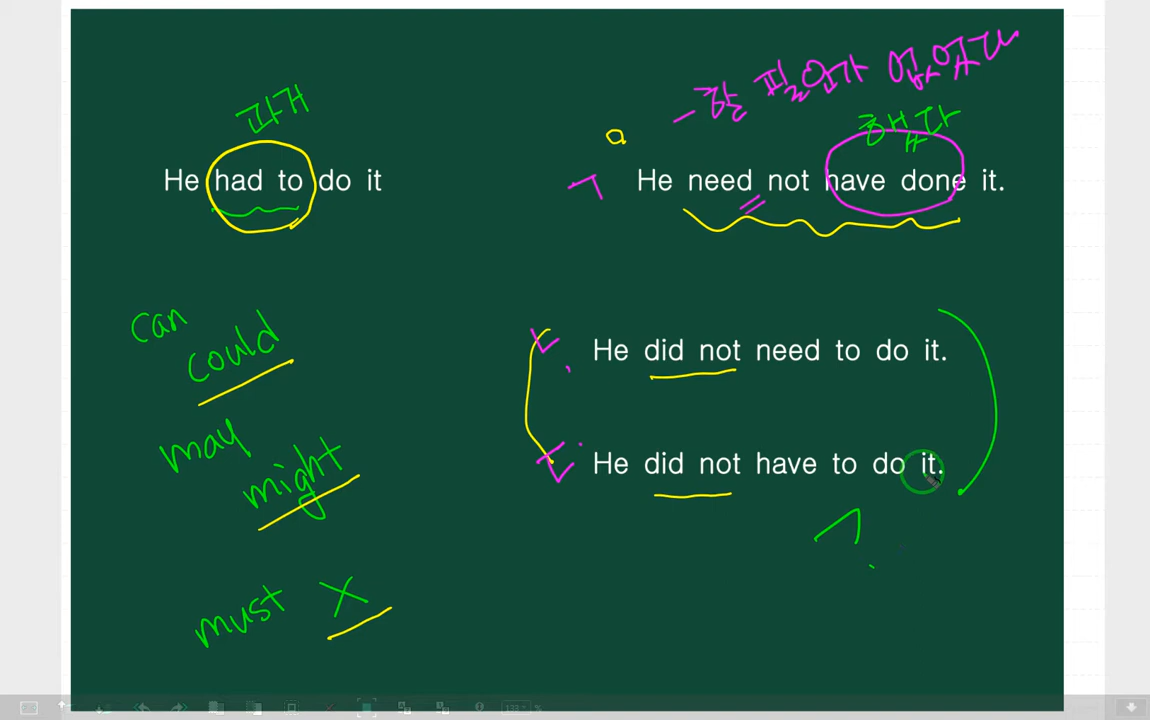 -할 필요가 없었다
과거
했다
a
He had to do it
ㄱ He need not have done it.
can
could
ㄴ. He did not need to do it.
may
might
ㄷ. He did not have to do it.
must X
133 %